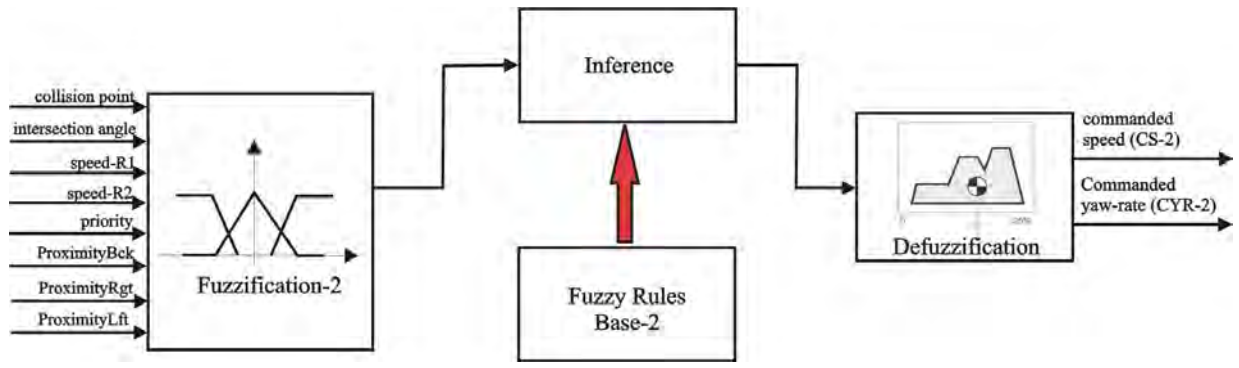 collision point
intersection angle
speed-R1
speed-R2
priority
ProximityBck
ProximityRgt
ProximityLft
Fuzzification-2
Inference
Fuzzy Rules
Base-2
0
Defuzzification
commanded
speed (CS-2)
Commanded
yaw-rate (CYR-2)